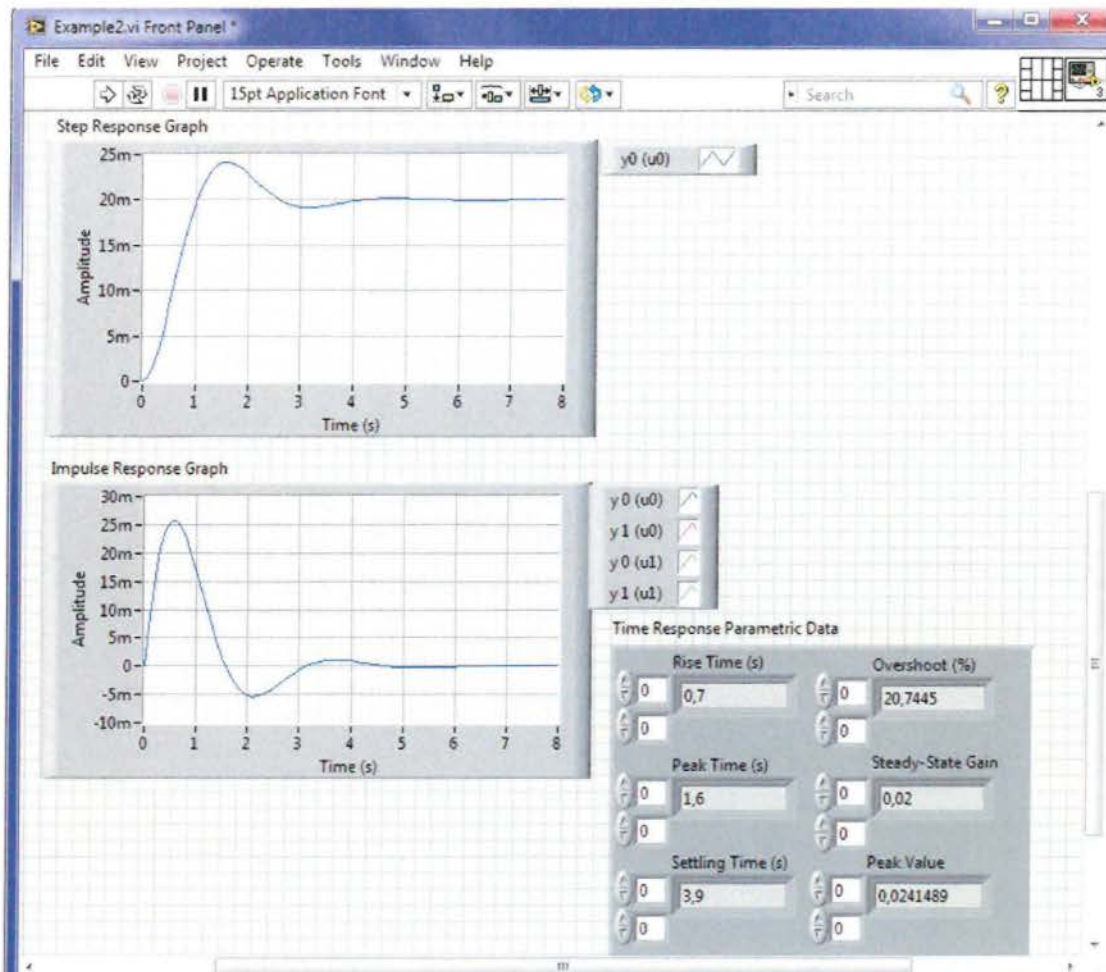 Example2.vi Front Panel *
File Edit View Project Operate Tools Window Help
15pt Application Font
Search
3
Step Response Graph
25m
20m
15m
10m
5m
0
Amplitude
0 1 2 3 4 5 6 7 8
Time (s)
y0 (u0)
Impulse Response Graph
30m
25m
20m
15m
10m
5m
0
-5m
-10m
Amplitude
0 1 2 3 4 5 6 7 8
Time (s)
y 0 (u0)
y 1 (u0)
y 0 (u1)
y 1 (u1)
Time Response Parametric Data
Rise Time (s)
0
0,7
0
Overshoot (%)
0
20,7445
0
Peak Time (s)
0
1,6
0
Steady-State Gain
0
0,02
0
Settling Time (s)
0
3,9
0
Peak Value
0
0,0241489
0